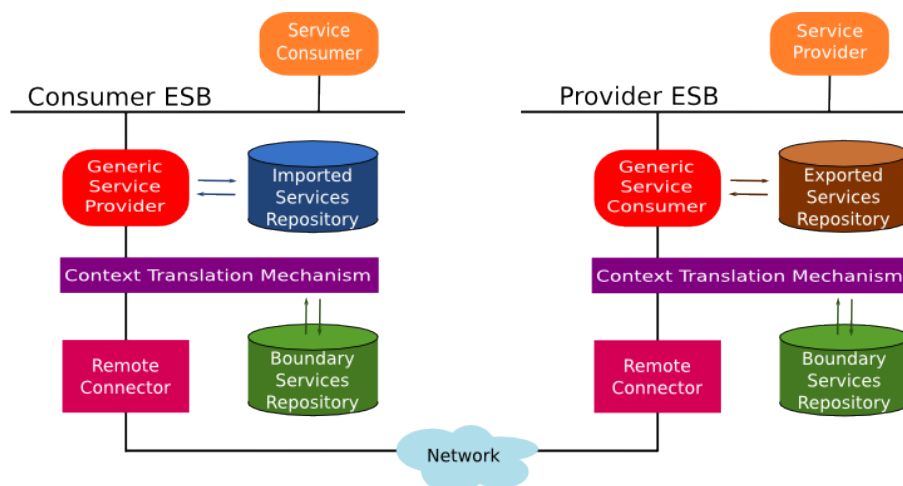 Service
Consumer
Consumer ESB
Generic
Service
Provider
Imported
Services
Repository
Context Translation Mechanism
Remote
Connector
Boundary
Services
Repository
Service
Provider
Provider ESB
Generic
Service
Consumer
Exported
Services
Repository
Context Translation Mechanism
Remote
Connector
Boundary
Services
Repository
Network